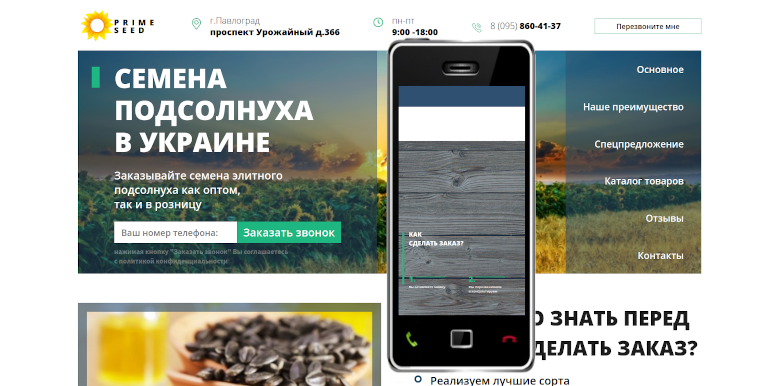 PRIME
SEED
г.Павлоград
проспект Урожайный д.366
пн-пт
9:00 -18:00
8 (095) 860-41-37
Перезвоните мне
СЕМЕНА
ПОДСОЛНУХА
В УКРАИНЕ
Заказывайте семена элитного
подсолнуха как оптом,
так и в розницу
Ваш номер телефона:
Заказать звонок
нажимая кнопку "Заказать звонок" Вы соглашаетесь
с политикой конфиденциальности
Основное
Наше преимущество
Спецпредложение
Каталог товаров
Отзывы
Контакты
КАК
СДЕЛАТЬ ЗАКАЗ?
О ЗНАТЬ ПЕРЕД
ДЕЛАТЬ ЗАКАЗ?
Реализуем лучшие сорта